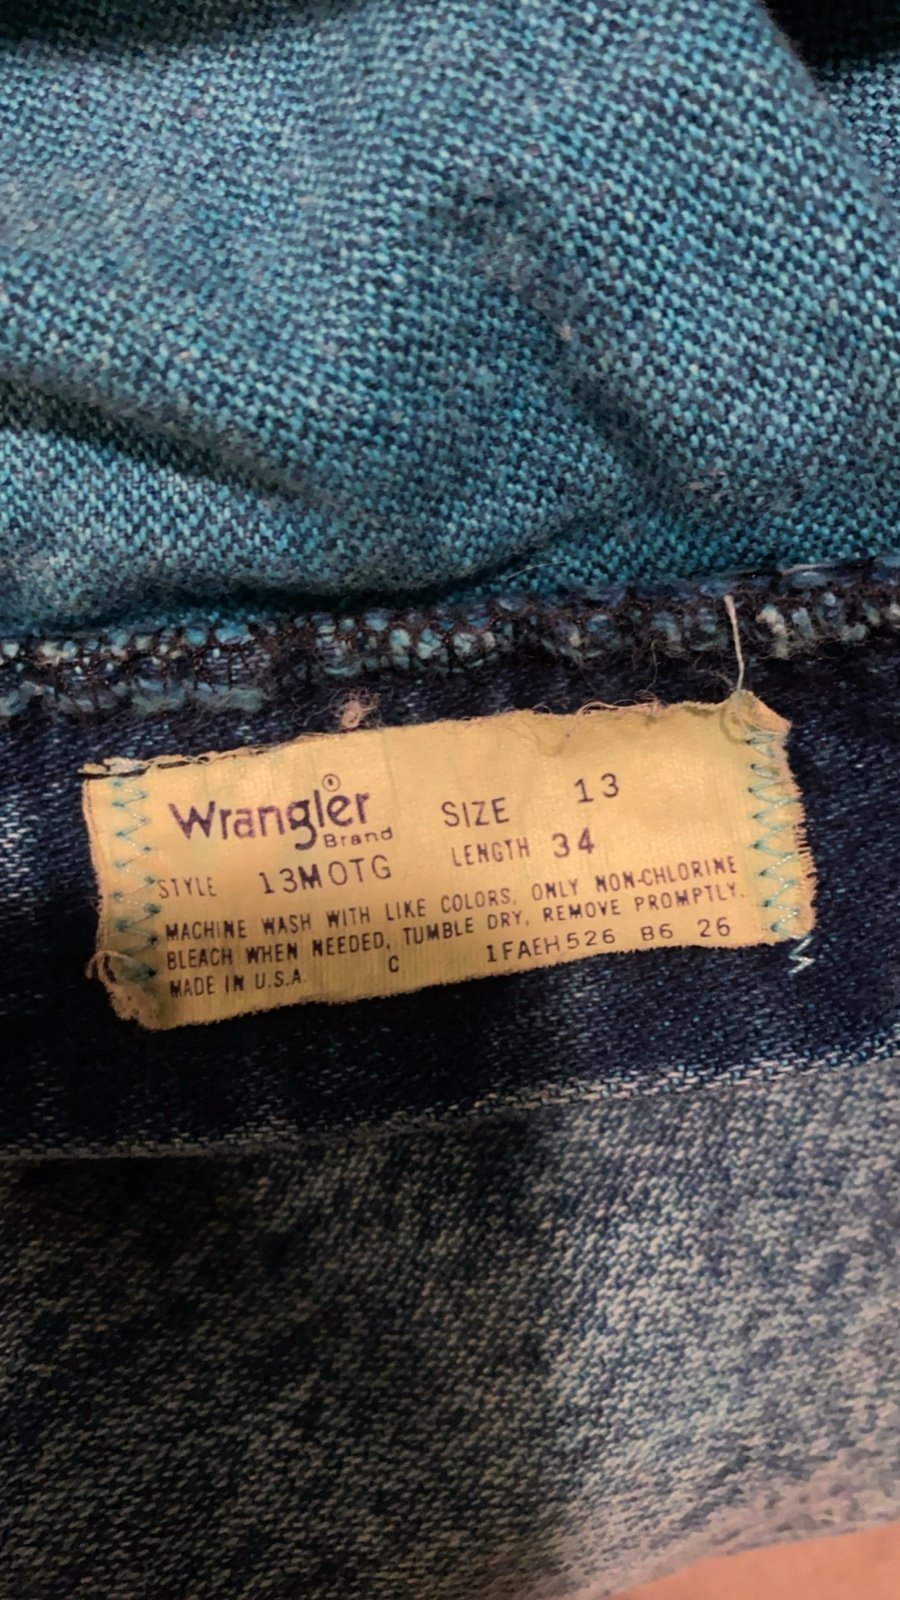 Wrangler ® SIZE 13
Brand
STYLE 13MOTG LENGTH 34
MACHINE WASH WITH LIKE COLORS, ONLY NON-CHLORINE
BLEACH WHEN NEEDED, TUMBLE DRY, REMOVE PROMPTLY.
MADE IN U.S.A. C 1FAEH526 B6 26